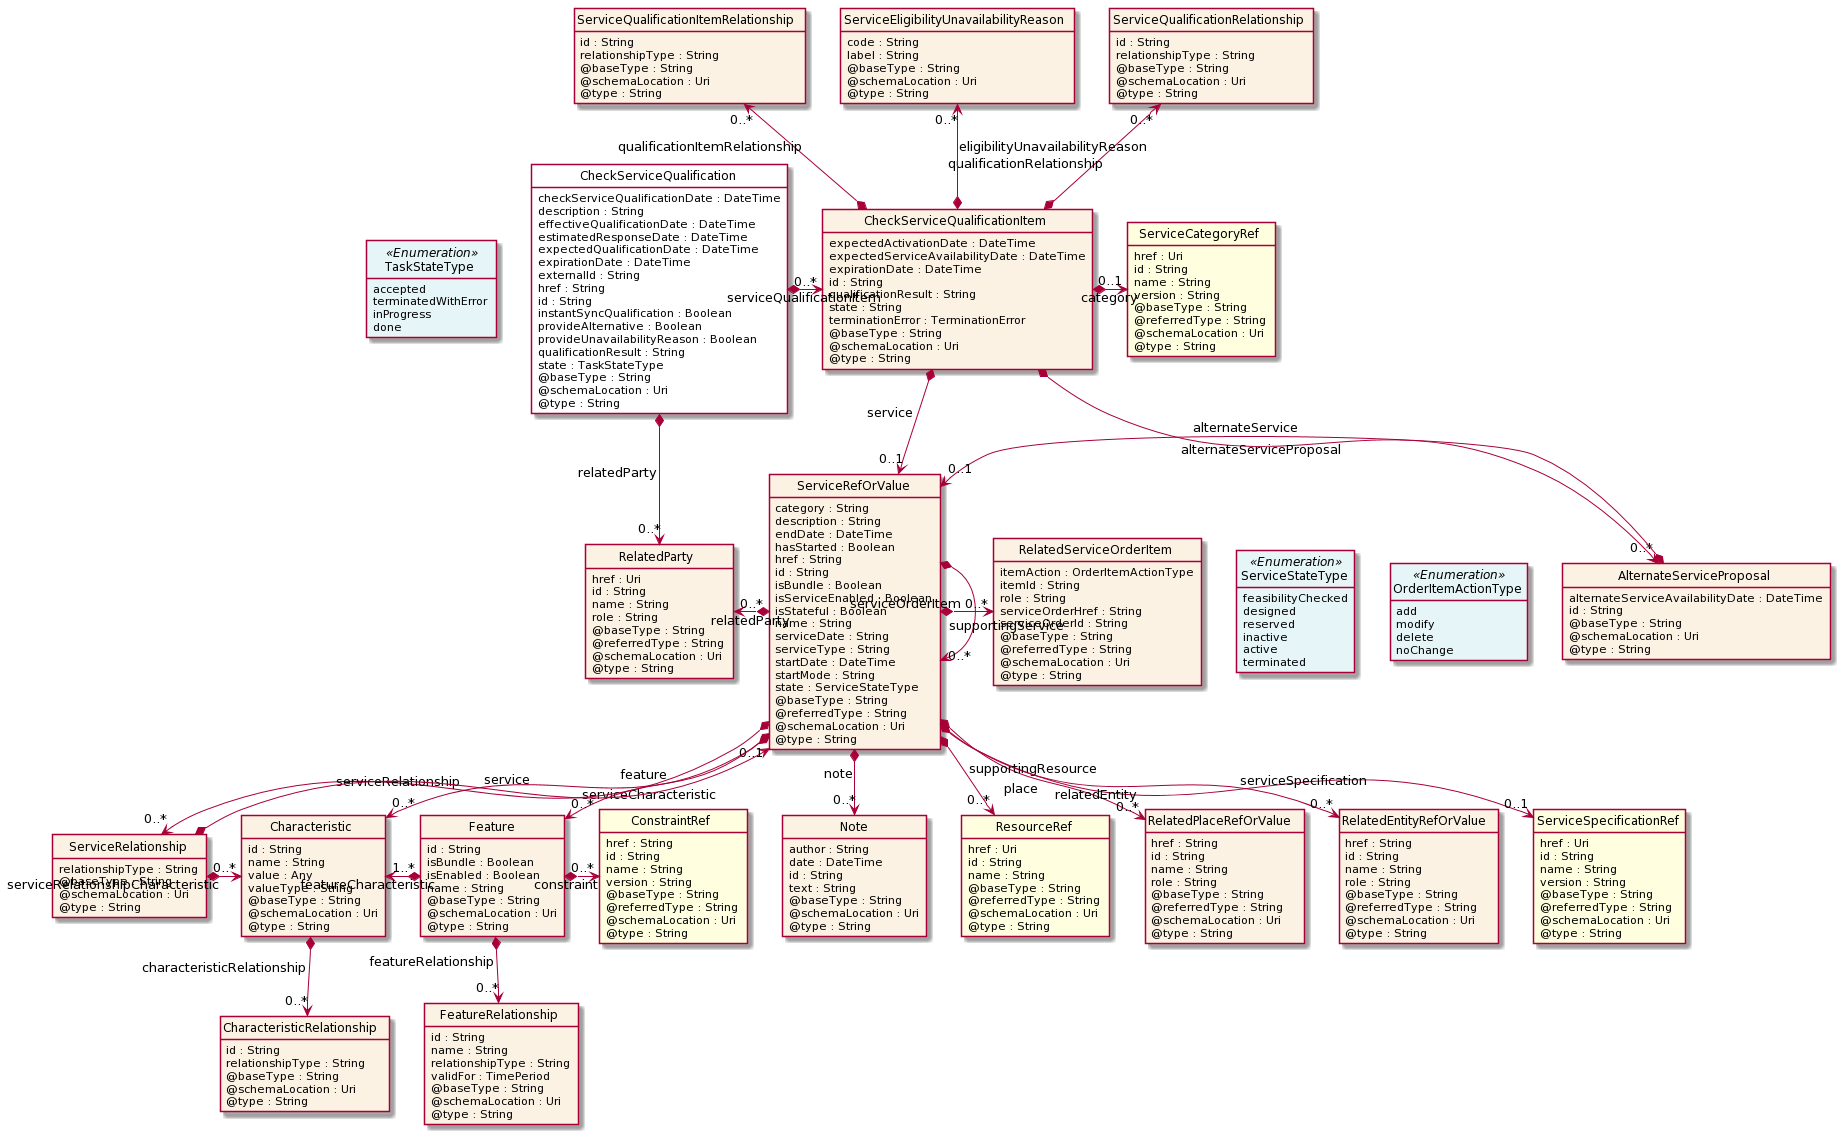 ServiceQualificationItemRelationship
id : String
relationshipType : String
@baseType : String
@schemaLocation : Uri
@type : String
ServiceEligibilityUnavailabilityReason
code : String
label : String
@baseType : String
@schemaLocation : Uri
@type : String
ServiceQualificationRelationship
id : String
relationshipType : String
@baseType : String
@schemaLocation : Uri
@type : String
0..*
0..*
0..*
qualificationItemRelationship
eligibilityUnavailabilityReason
qualificationRelationship
«Enumeration»
TaskStateType
accepted
terminatedWithError
inProgress
done
CheckServiceQualification
checkServiceQualificationDate : DateTime
description : String
effectiveQualificationDate : DateTime
estimatedResponseDate : DateTime
expectedQualificationDate : DateTime
expirationDate : DateTime
externalId : String
href : String
id : String
instantSyncQualification : Boolean
provideAlternative : Boolean
provideUnavailabilityReason : Boolean
qualificationResult : String
state : TaskStateType
@baseType : String
@schemaLocation : Uri
@type : String
0..*
serviceQualificationItem
CheckServiceQualificationItem
expectedActivationDate : DateTime
expectedServiceAvailabilityDate : DateTime
expirationDate : DateTime
id : String
qualificationResult : String
state : String
terminationError : TerminationError
@baseType : String
@schemaLocation : Uri
@type : String
0..1
category
ServiceCategoryRef
href : Uri
id : String
name : String
version : String
@baseType : String
@referredType : String
@schemaLocation : Uri
@type : String
service
0..1
alternateService
0..1
alternateServiceProposal
0..*
relatedParty
0..*
RelatedParty
href : Uri
id : String
name : String
role : String
@baseType : String
@referredType : String
@schemaLocation : Uri
@type : String
0..*
relatedParty
ServiceRefOrValue
category : String
description : String
endDate : DateTime
hasStarted : Boolean
href : String
id : String
isBundle : Boolean
isServiceEnabled : Boolean
isStateful : Boolean
name : String
serviceDate : String
serviceType : String
startDate : DateTime
startMode : String
state : ServiceStateType
@baseType : String
@referredType : String
@schemaLocation : Uri
@type : String
serviceOrderItem
0..*
supportingService
0..*
RelatedServiceOrderItem
itemAction : OrderItemActionType
itemId : String
role : String
serviceOrderHref : String
serviceOrderId : String
@baseType : String
@referredType : String
@schemaLocation : Uri
@type : String
«Enumeration»
ServiceStateType
feasibilityChecked
designed
reserved
inactive
active
terminated
«Enumeration»
OrderItemActionType
add
modify
delete
noChange
AlternateServiceProposal
alternateServiceAvailabilityDate : DateTime
id : String
@baseType : String
@schemaLocation : Uri
@type : String
0..1
serviceRelationship
service
feature
serviceCharacteristic
note
supportingResource
place
relatedEntity
serviceSpecification
0..*
0..*
0..*
0..*
0..*
0..*
0..*
0..1
ServiceRelationship
relationshipType : String
@baseType : String
@schemaLocation : Uri
@type : String
0..*
serviceRelationshipCharacteristic
Characteristic
id : String
name : String
value : Any
valueType : String
@baseType : String
@schemaLocation : Uri
@type : String
1..*
featureCharacteristic
Feature
id : String
isBundle : Boolean
isEnabled : Boolean
name : String
@baseType : String
@schemaLocation : Uri
@type : String
0..*
constraint
ConstraintRef
href : String
id : String
name : String
version : String
@baseType : String
@referredType : String
@schemaLocation : Uri
@type : String
Note
author : String
date : DateTime
id : String
text : String
@baseType : String
@schemaLocation : Uri
@type : String
ResourceRef
href : Uri
id : String
name : String
@baseType : String
@referredType : String
@schemaLocation : Uri
@type : String
RelatedPlaceRefOrValue
href : String
id : String
name : String
role : String
@baseType : String
@referredType : String
@schemaLocation : Uri
@type : String
RelatedEntityRefOrValue
href : String
id : String
name : String
role : String
@baseType : String
@referredType : String
@schemaLocation : Uri
@type : String
ServiceSpecificationRef
href : Uri
id : String
name : String
version : String
@baseType : String
@referredType : String
@schemaLocation : Uri
@type : String
characteristicRelationship
0..*
featureRelationship
0..*
CharacteristicRelationship
id : String
relationshipType : String
@baseType : String
@schemaLocation : Uri
@type : String
FeatureRelationship
id : String
name : String
relationshipType : String
validFor : TimePeriod
@baseType : String
@schemaLocation : Uri
@type : String